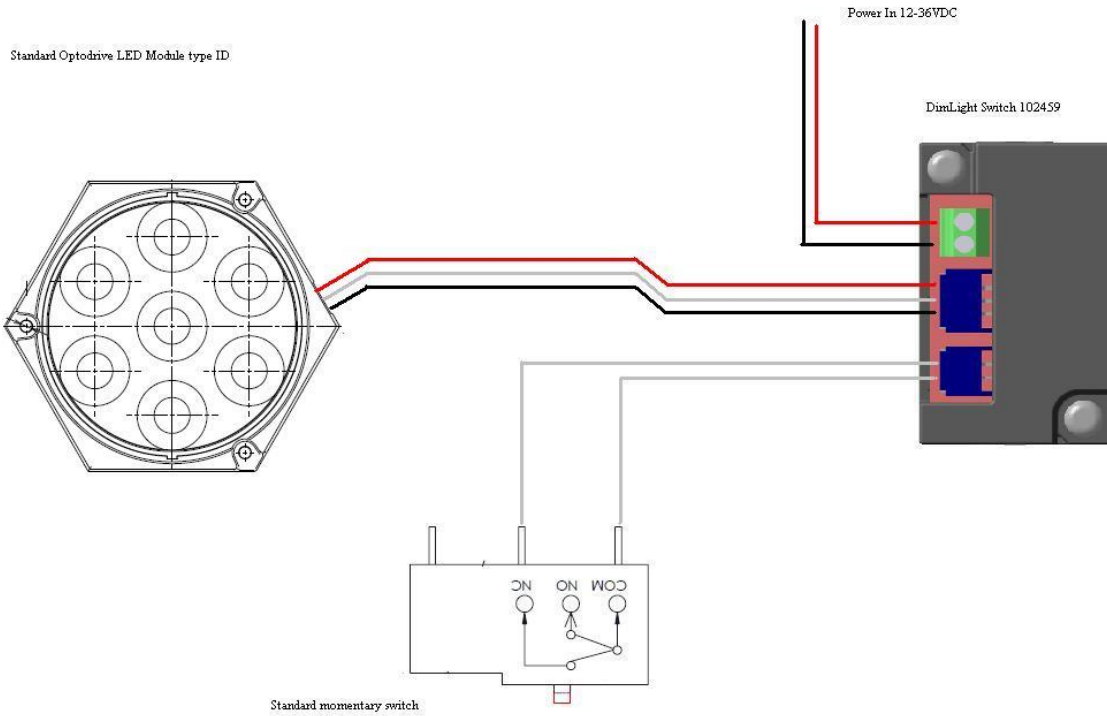 Power In 12-36VDC
Standard Optodrive LED Module type ID
DimLight Switch 102459
NC NO COM
Standard momentary switch